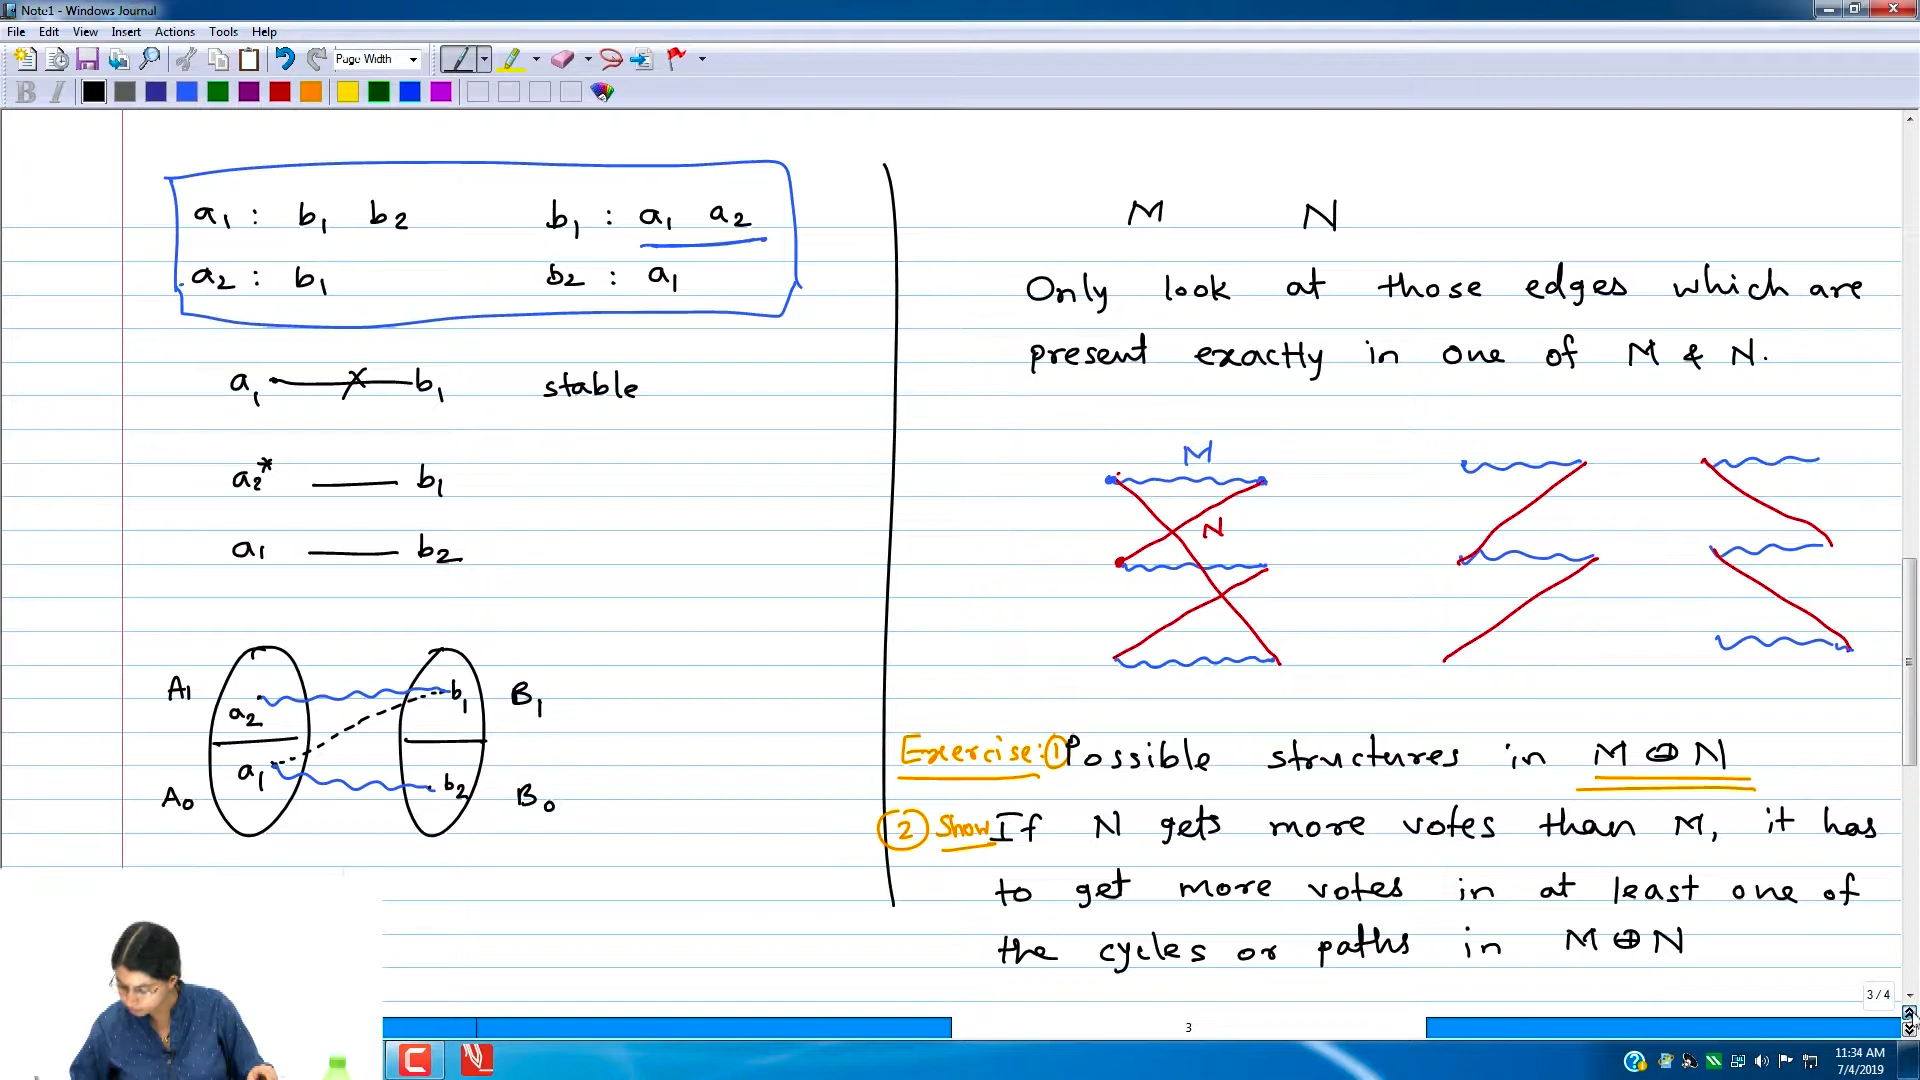 Note1 - Windows Journal
File Edit View Insert Actions Tools Help
Page Width
B I
a1 : b1 b2 b1 : a1 a2
a2 : b1 b2 : a1
a1 b1 stable
a2* b1
a1 b2
A1 a2 b1 B1
A0 a1 b2 B0
M N
Only look at those edges which are
present exactly in one of M & N.
M
N
Exercise: ① Possible structures in M ⊕ N
② Show If N gets more votes than M, it has
to get more votes in at least one of
the cycles or paths in M ⊕ N
3 / 4
3
11:34 AM
7/4/2019